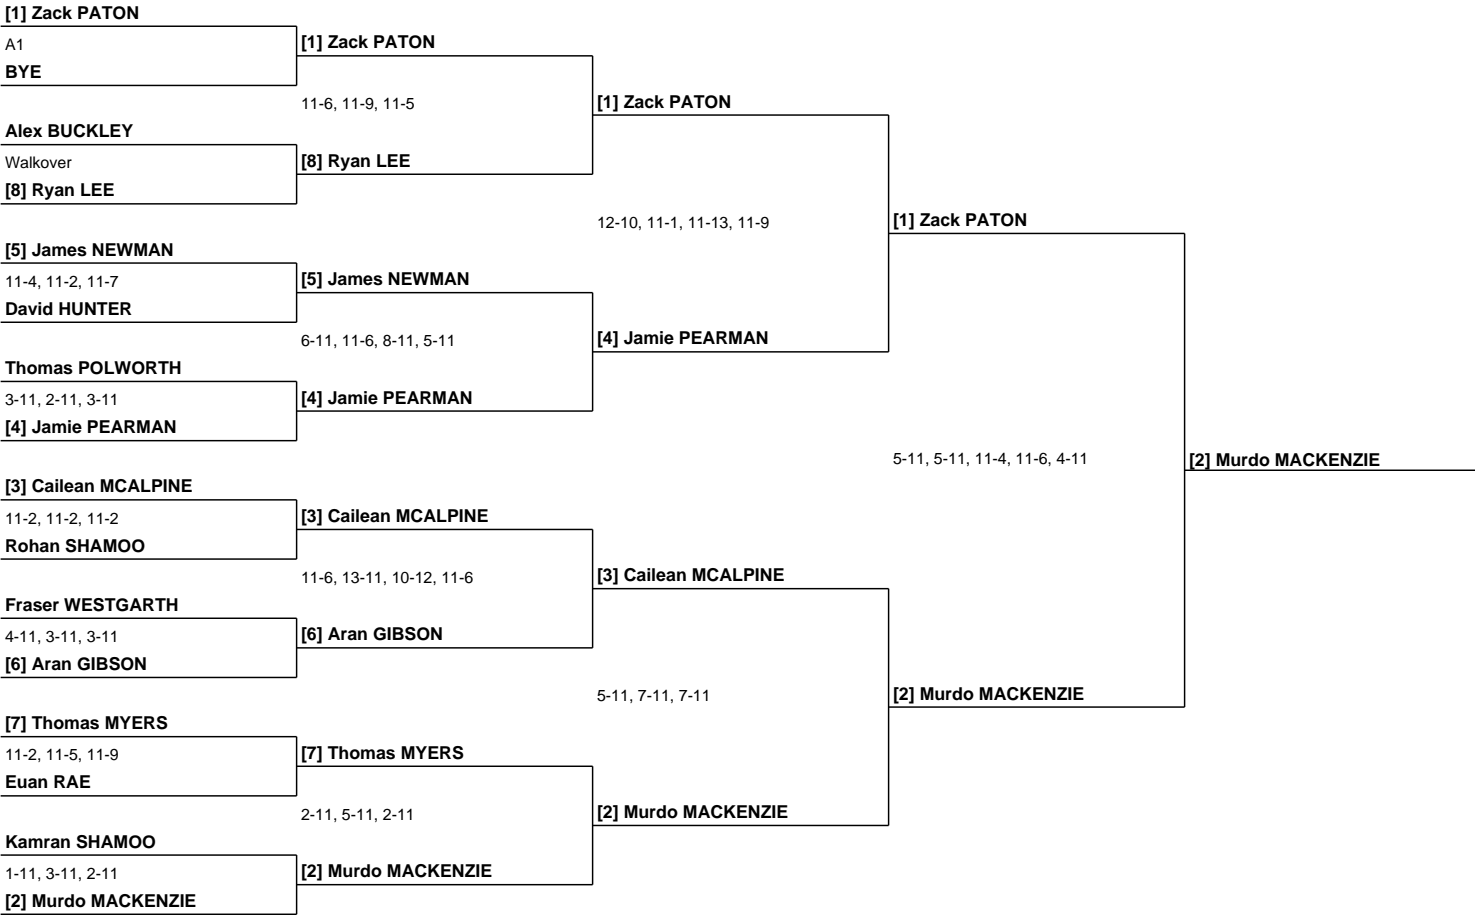 [1] Zack PATON
A1
BYE
Alex BUCKLEY
Walkover
[8] Ryan LEE
[5] James NEWMAN
11-4, 11-2, 11-7
David HUNTER
Thomas POLWORTH
3-11, 2-11, 3-11
[4] Jamie PEARMAN
[3] Cailean MCALPINE
11-2, 11-2, 11-2
Rohan SHAMOO
Fraser WESTGARTH
4-11, 3-11, 3-11
[6] Aran GIBSON
[7] Thomas MYERS
11-2, 11-5, 11-9
Euan RAE
Kamran SHAMOO
1-11, 3-11, 2-11
[2] Murdo MACKENZIE
[1] Zack PATON
11-6, 11-9, 11-5
[8] Ryan LEE
[5] James NEWMAN
6-11, 11-6, 8-11, 5-11
[4] Jamie PEARMAN
[3] Cailean MCALPINE
11-6, 13-11, 10-12, 11-6
[6] Aran GIBSON
[7] Thomas MYERS
2-11, 5-11, 2-11
[2] Murdo MACKENZIE
[1] Zack PATON
12-10, 11-1, 11-13, 11-9
[4] Jamie PEARMAN
[3] Cailean MCALPINE
5-11, 7-11, 7-11
[2] Murdo MACKENZIE
[1] Zack PATON
5-11, 5-11, 11-4, 11-6, 4-11
[2] Murdo MACKENZIE
[2] Murdo MACKENZIE